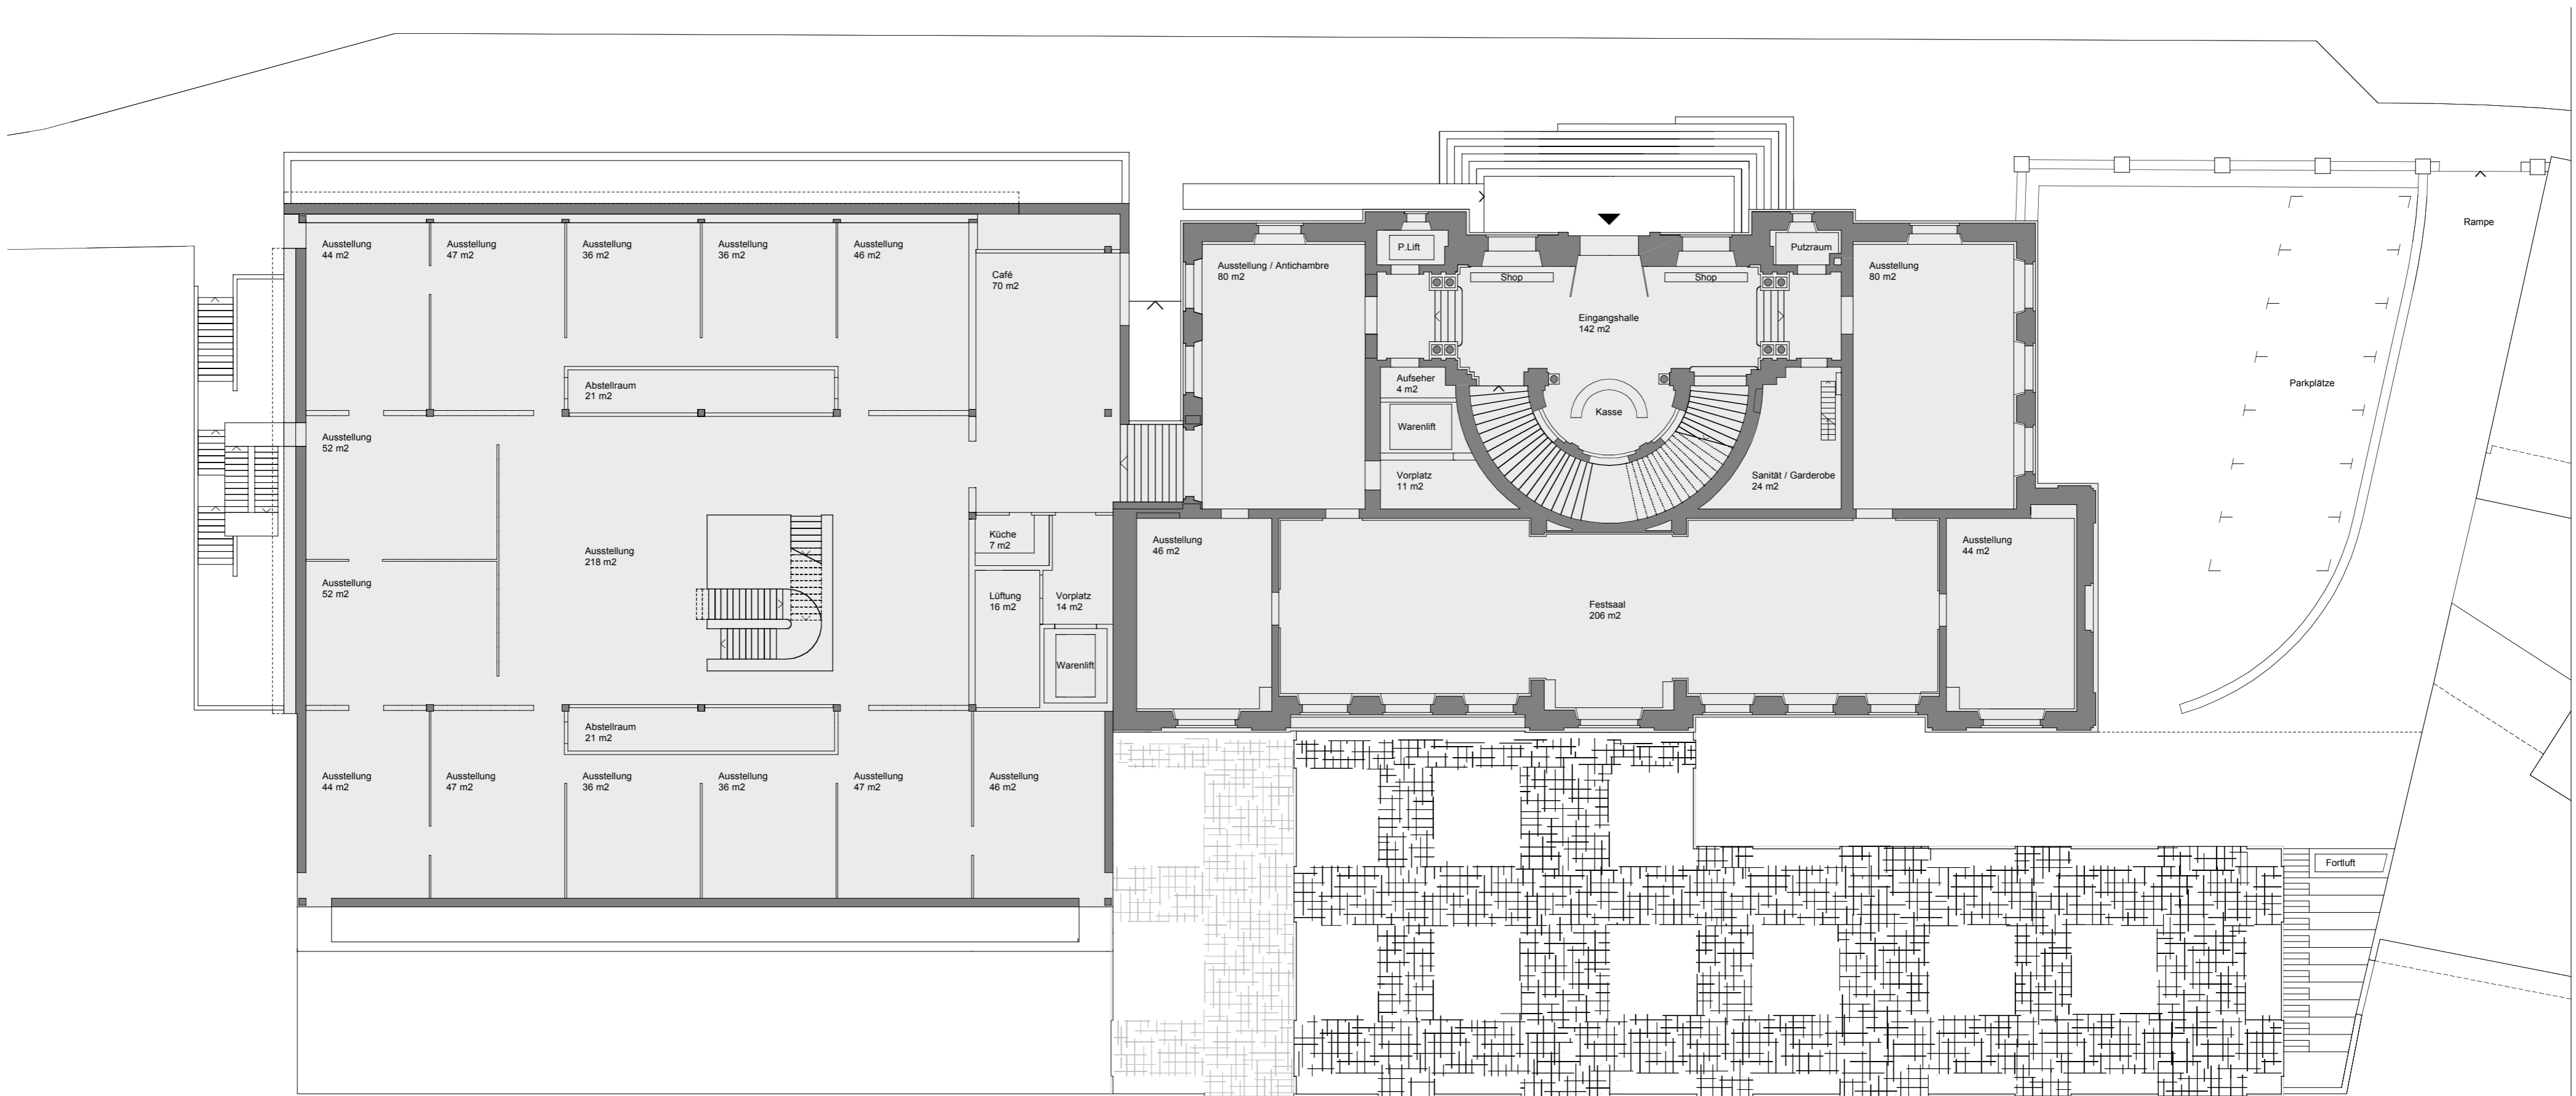 Ausstellung
44 m2
Ausstellung
47 m2
Ausstellung
36 m2
Ausstellung
36 m2
Ausstellung
46 m2
Café
70 m2
Abstellraum
21 m2
Ausstellung
52 m2
Ausstellung
218 m2
Ausstellung
52 m2
Küche
7 m2
Lüftung
16 m2
Vorplatz
14 m2
Warenlift
Abstellraum
21 m2
Ausstellung
44 m2
Ausstellung
47 m2
Ausstellung
36 m2
Ausstellung
36 m2
Ausstellung
47 m2
Ausstellung
46 m2
Ausstellung / Antichambre
80 m2
P.Lift
Shop
Shop
Putzraum
Eingangshalle
142 m2
Ausstellung
80 m2
Aufseher
4 m2
Warenlift
Kasse
Vorplatz
11 m2
Sanität / Garderobe
24 m2
Ausstellung
46 m2
Festsaal
206 m2
Ausstellung
44 m2
Rampe
Parkplätze
Fortluft